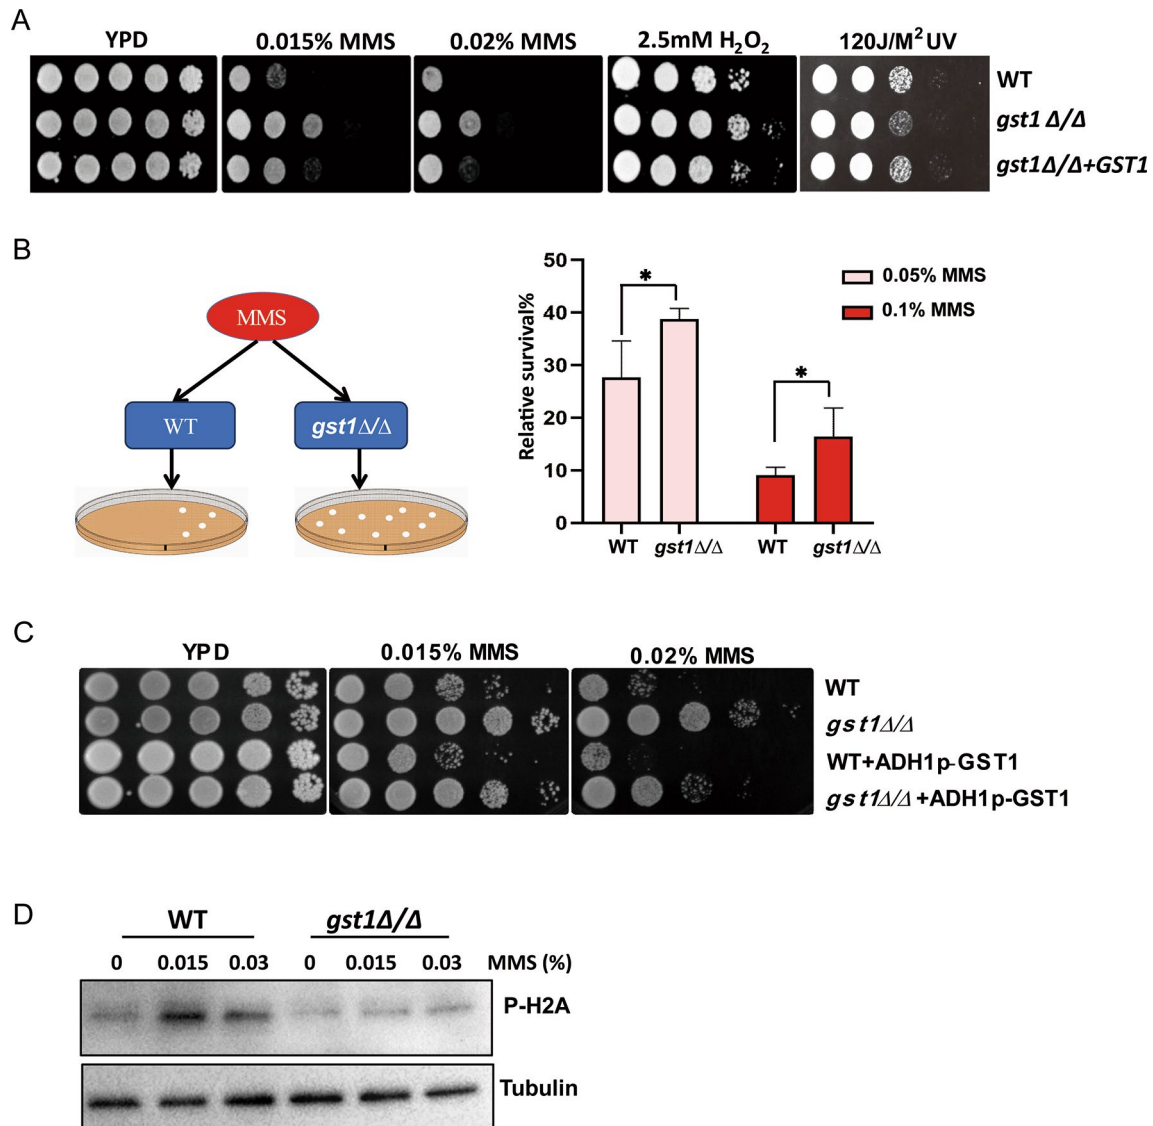 A
YPD
0.015% MMS
0.02% MMS
2.5mM H₂O₂
120J/M² UV
WT
gst1 Δ/Δ
gst1Δ/Δ+GST1
B
MMS
WT
gst1Δ/Δ
Relative survival%
50
40
30
20
10
0
*
*
0.05% MMS
0.1% MMS
WT
gst1Δ/Δ
WT
gst1Δ/Δ
C
YPD
0.015% MMS
0.02% MMS
WT
gst1Δ/Δ
WT+ADH1p-GST1
gst1Δ/Δ +ADH1p-GST1
D
WT
gst1Δ/Δ
0 0.015 0.03 0 0.015 0.03 MMS (%)
P-H2A
Tubulin